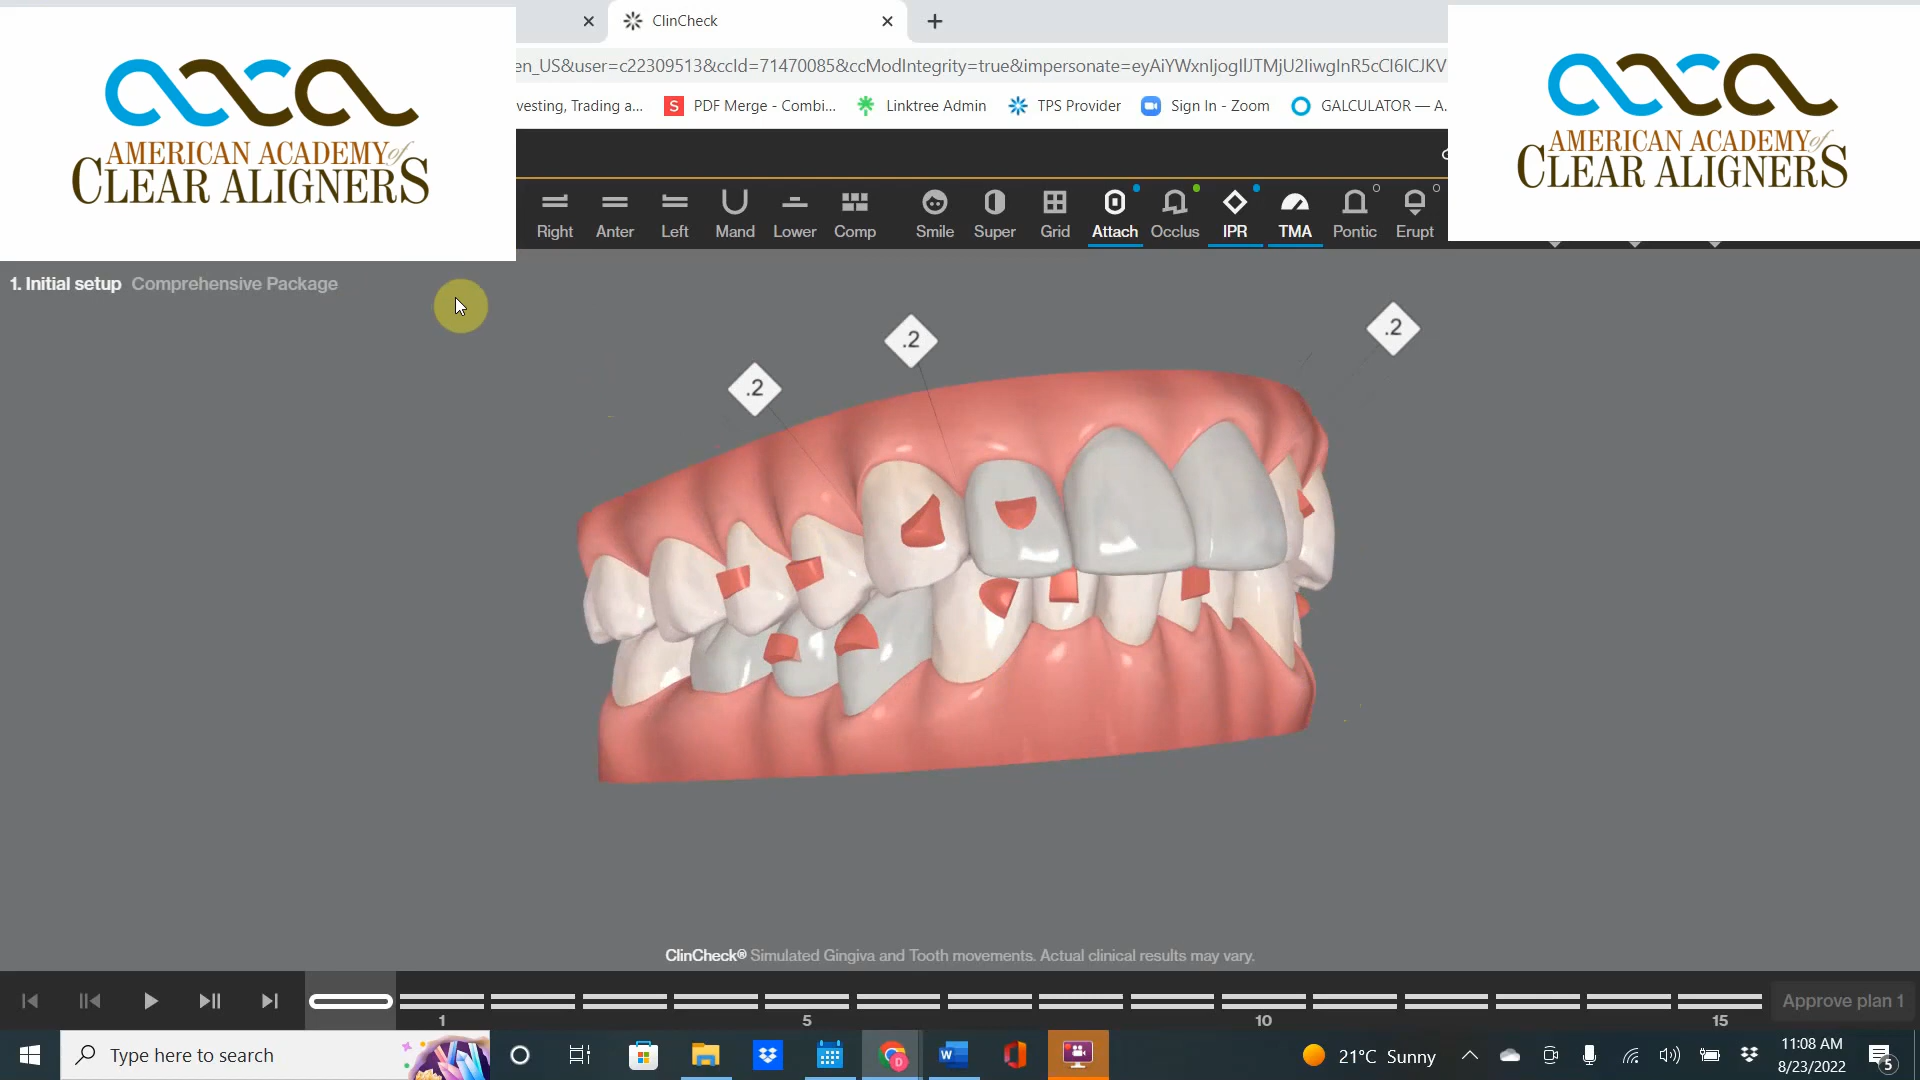 ClinCheck
en_US&user=c22309513&ccId=71470085&ccModIntegrity=true&impersonate=
vesting, Trading a...
PDF Merge - Combi...
Linktree Admin
TPS Provider
Sign In - Zoom
GALCULATOR — A.
AMERICAN ACADEMY of
CLEAR ALIGNERS
AMERICAN ACADEMY of
CLEAR ALIGNERS
Right
Anter
Left
Mand
Lower
Comp
Smile
Super
Grid
Attach
Occlus
IPR
TMA
Pontic
Erupt
1. Initial setup Comprehensive Package
.2
.2
.2
ClinCheck® Simulated Gingiva and Tooth movements. Actual clinical results may vary.
Approve plan 1
1
5
10
15
Type here to search
21°C Sunny
11:08 AM
8/23/2022
5